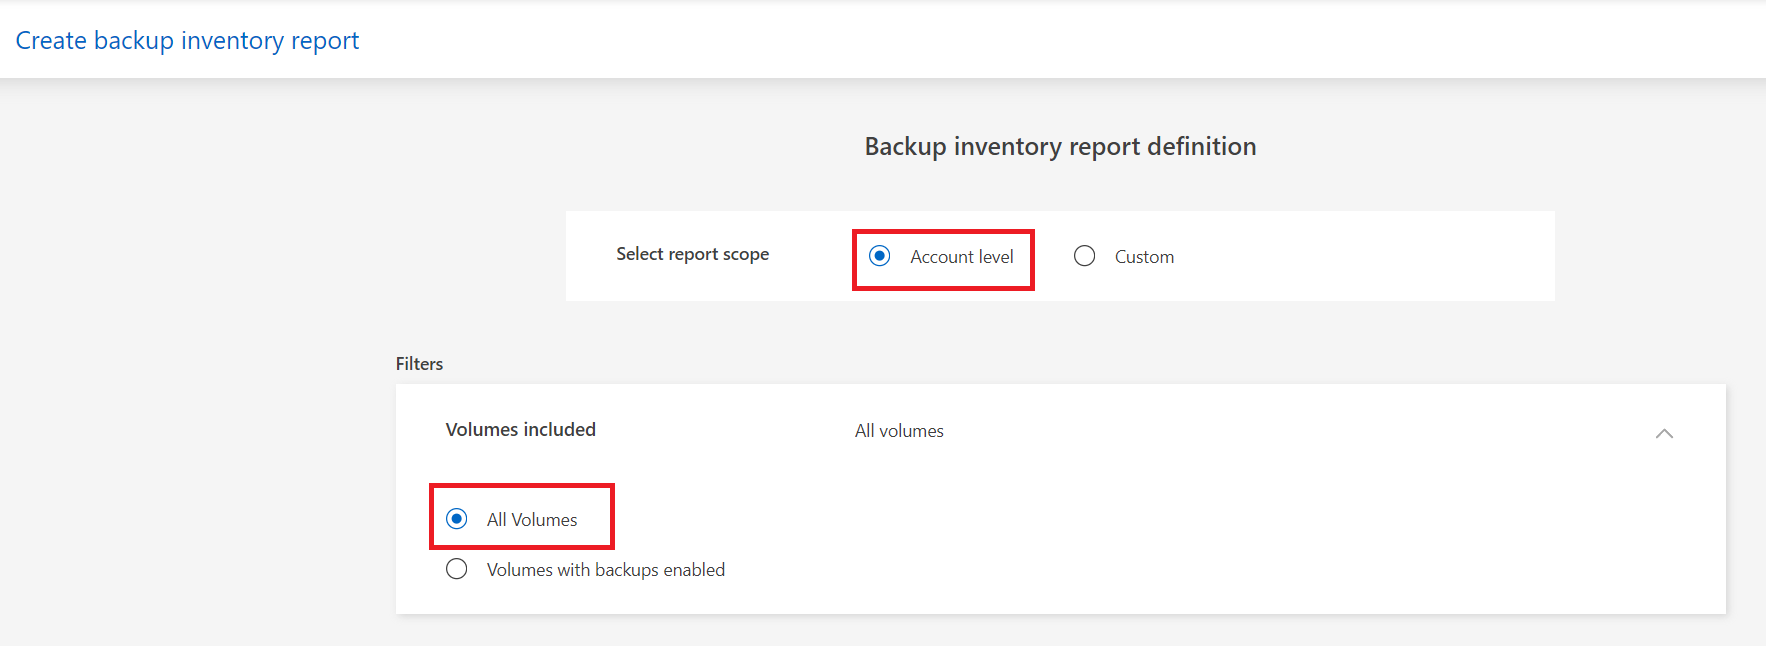 Create backup inventory report
Backup inventory report definition
Select report scope
Account level
Custom
Filters
Volumes included
All volumes
All Volumes
Volumes with backups enabled